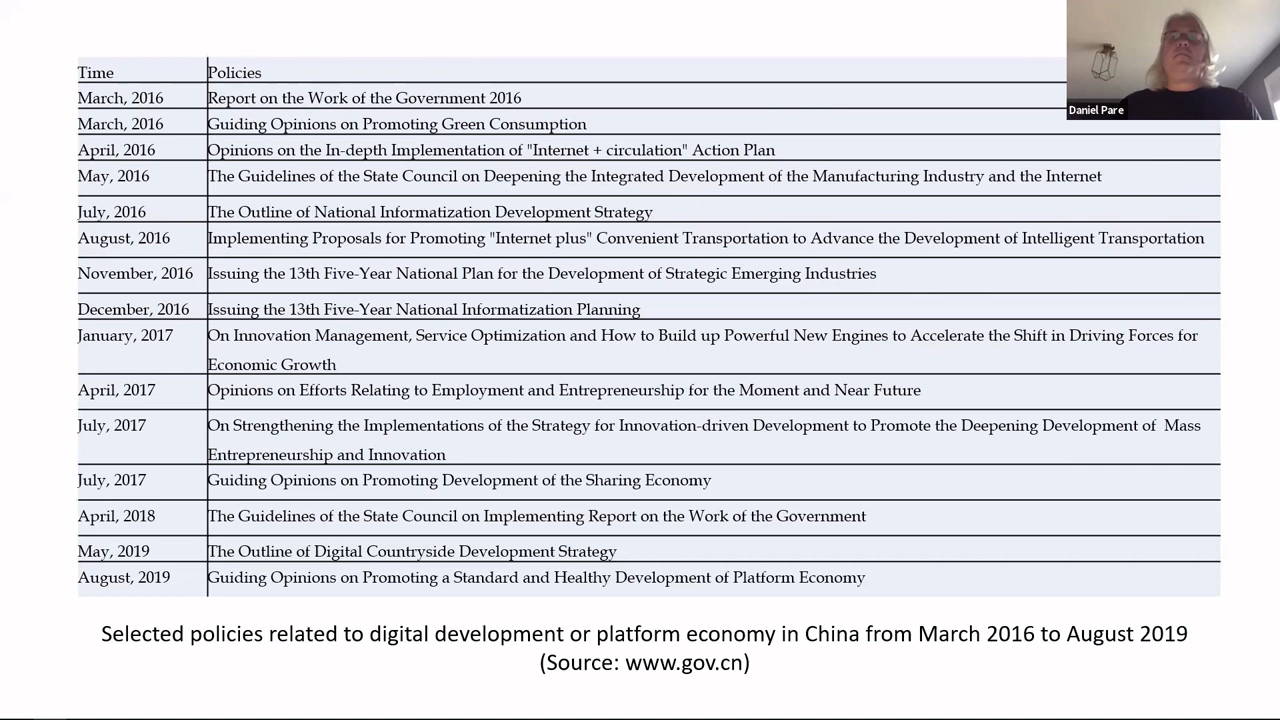 Daniel Pare
Time Policies
March, 2016 Report on the Work of the Government 2016
March, 2016 Guiding Opinions on Promoting Green Consumption
April, 2016 Opinions on the In-depth Implementation of "Internet + circulation" Action Plan
May, 2016 The Guidelines of the State Council on Deepening the Integrated Development of the Manufacturing Industry and the Internet
July, 2016 The Outline of National Informatization Development Strategy
August, 2016 Implementing Proposals for Promoting "Internet plus" Convenient Transportation to Advance the Development of Intelligent Transportation
November, 2016 Issuing the 13th Five-Year National Plan for the Development of Strategic Emerging Industries
December, 2016 Issuing the 13th Five-Year National Informatization Planning
January, 2017 On Innovation Management, Service Optimization and How to Build up Powerful New Engines to Accelerate the Shift in Driving Forces for
Economic Growth
April, 2017 Opinions on Efforts Relating to Employment and Entrepreneurship for the Moment and Near Future
July, 2017 On Strengthening the Implementations of the Strategy for Innovation-driven Development to Promote the Deepening Development of Mass
Entrepreneurship and Innovation
July, 2017 Guiding Opinions on Promoting Development of the Sharing Economy
April, 2018 The Guidelines of the State Council on Implementing Report on the Work of the Government
May, 2019 The Outline of Digital Countryside Development Strategy
August, 2019 Guiding Opinions on Promoting a Standard and Healthy Development of Platform Economy
Selected policies related to digital development or platform economy in China from March 2016 to August 2019
(Source: www.gov.cn)